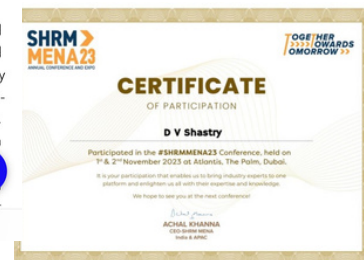 SHRM
MENA23
ANNUAL CONFERENCE AND EXPO
TOGETHER
TOWARDS
TOMORROW
CERTIFICATE
OF PARTICIPATION
D V Shastry
Participated in the #SHRMMENA23 Conference, held on
1st & 2nd November 2023 at Atlantis, The Palm, Dubai.
It is your participation that enables us to bring industry experts to one
platform and enlighten us all with their expertise and knowledge.
We hope to see you at the next conference!
ACHAL KHANNA
CEO-SHRM MENA
India & APAC